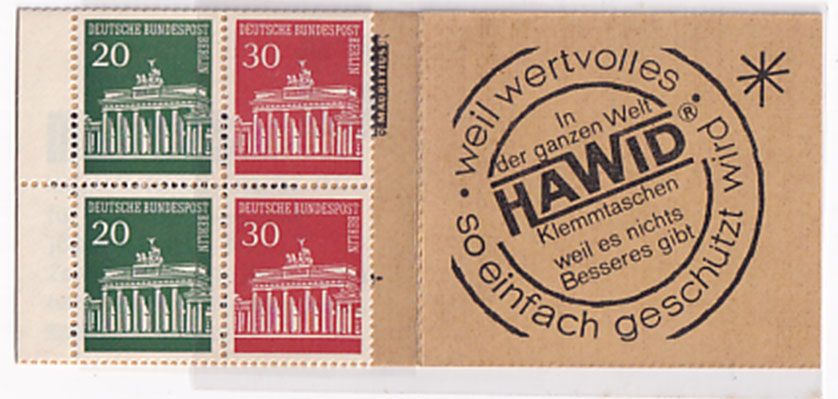 DEUTSCHE BUNDESPOST
BERLIN
20
DEUTSCHE BUNDESPOST
BERLIN
30
DEUTSCHE BUNDESPOST
BERLIN
20
DEUTSCHE BUNDESPOST
BERLIN
30
MAURITIUS
• weil wertvolles •
so einfach geschützt wird
In
der ganzen Welt
HAWID®
Klemmtaschen
weil es nichts
Besseres gibt